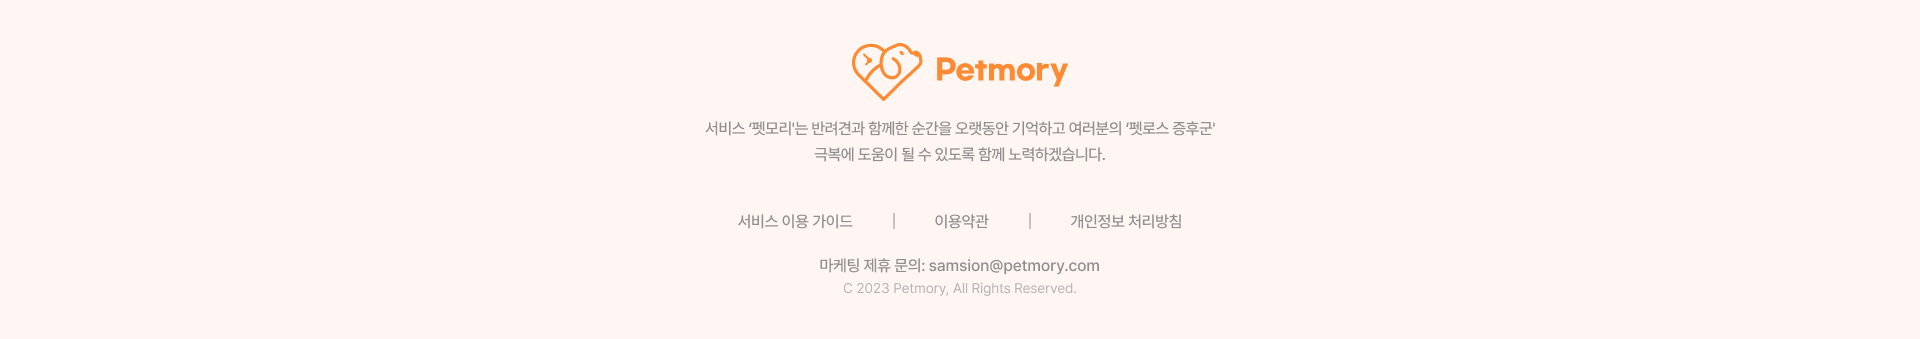 Petmory
서비스 ‘펫모리'는 반려견과 함께한 순간을 오랫동안 기억하고 여러분의 ‘펫로스 증후군'
극복에 도움이 될 수 있도록 함께 노력하겠습니다.
서비스 이용 가이드 | 이용약관 | 개인정보 처리방침
마케팅 제휴 문의: samsion@petmory.com
C 2023 Petmory, All Rights Reserved.